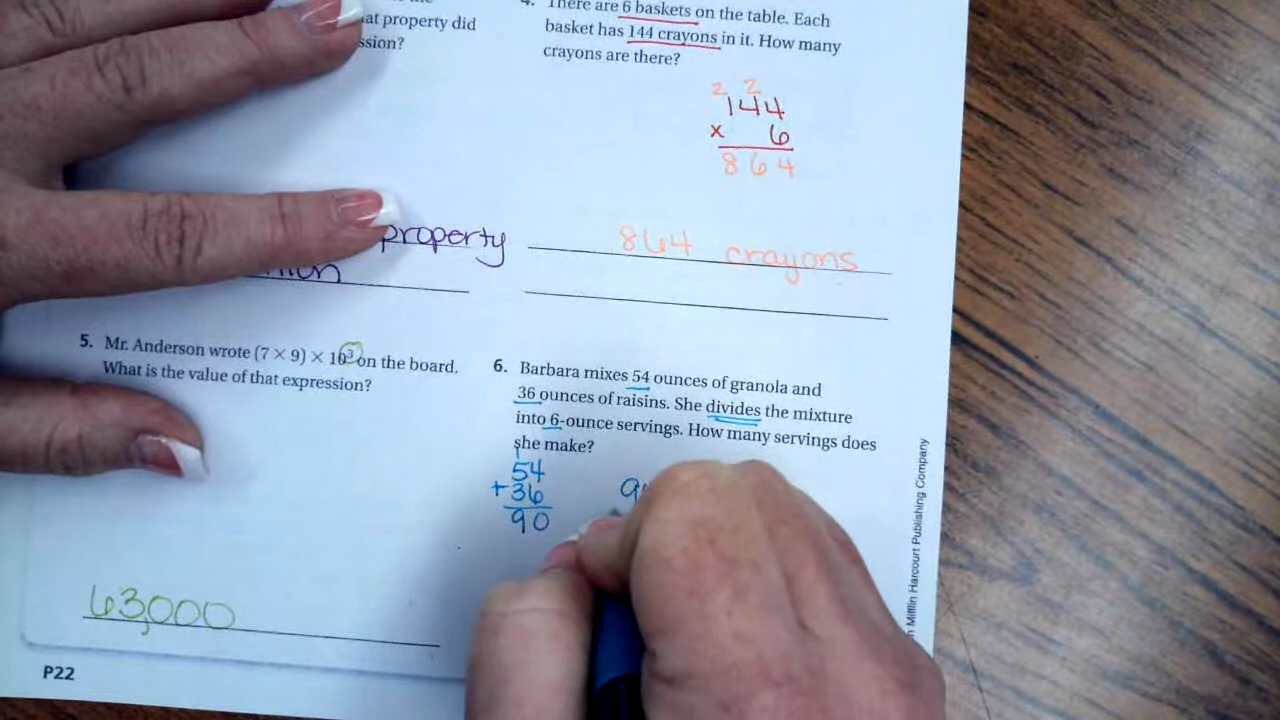 at property did
ssion?
property
4. There are 6 baskets on the table. Each
basket has 144 crayons in it. How many
crayons are there?
2 2
144
x 6
864
864 crayons
5. Mr. Anderson wrote (7 × 9) × 10³ on the board.
What is the value of that expression?
63,000
6. Barbara mixes 54 ounces of granola and
36 ounces of raisins. She divides the mixture
into 6-ounce servings. How many servings does
she make?
1
54
+36
90
9
P22
Mifflin Harcourt Publishing Company